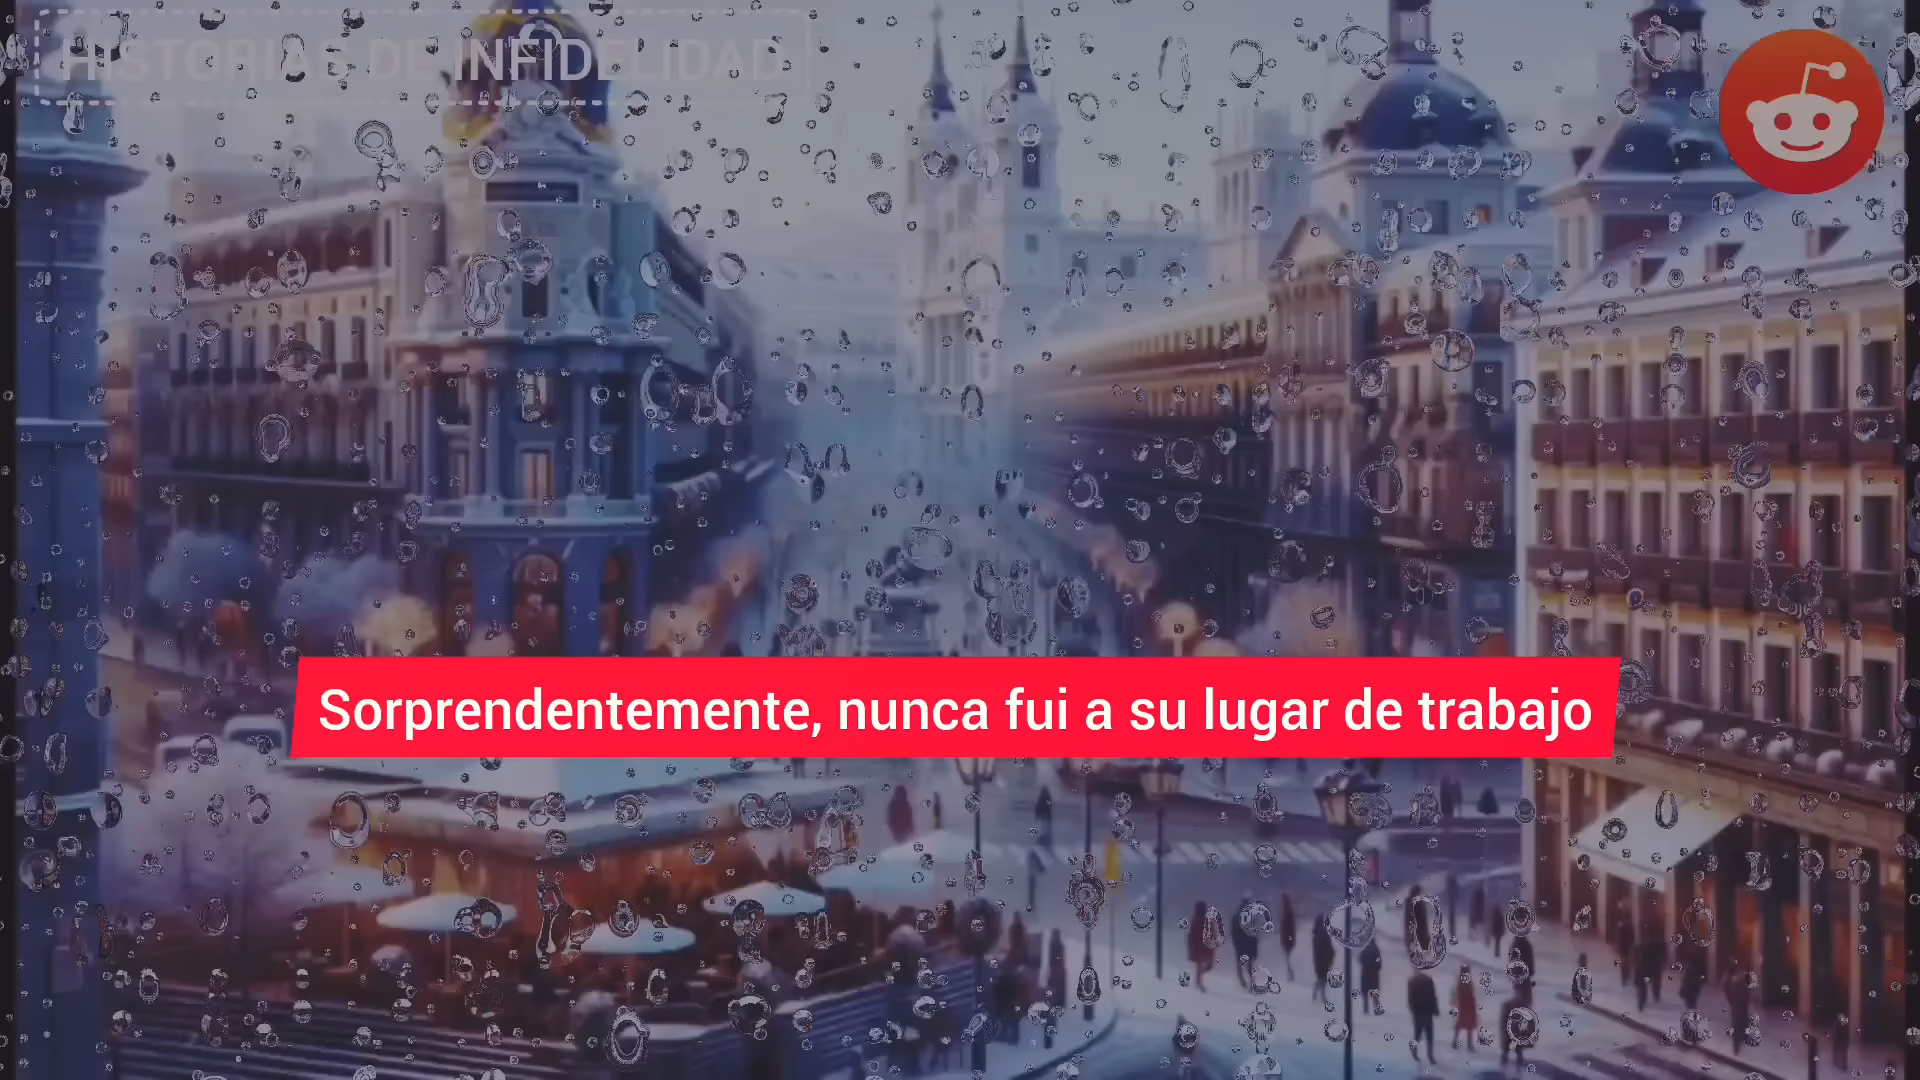 HISTORIAS DE INFIDELIDAD
Sorprendentemente, nunca fui a su lugar de trabajo